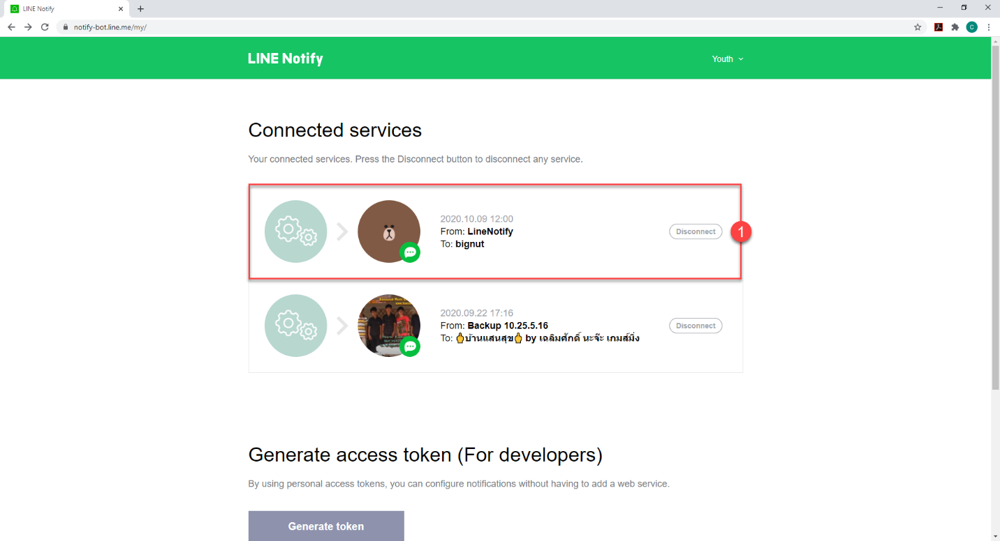 LINE Notify
notify-bot.line.me/my/
C
LINE Notify
Youth
Connected services
Your connected services. Press the Disconnect button to disconnect any service.
2020.10.09 12:00
From: LineNotify
To: bignut
Disconnect
1
2020.09.22 17:16
From: Backup 10.25.5.16
To: 🖕บ้านแสนสุข🖕 by เฉลิมศักดิ์ นะจ๊ะ เกมส์มิ่ง
Disconnect
Generate access token (For developers)
By using personal access tokens, you can configure notifications without having to add a web service.
Generate token